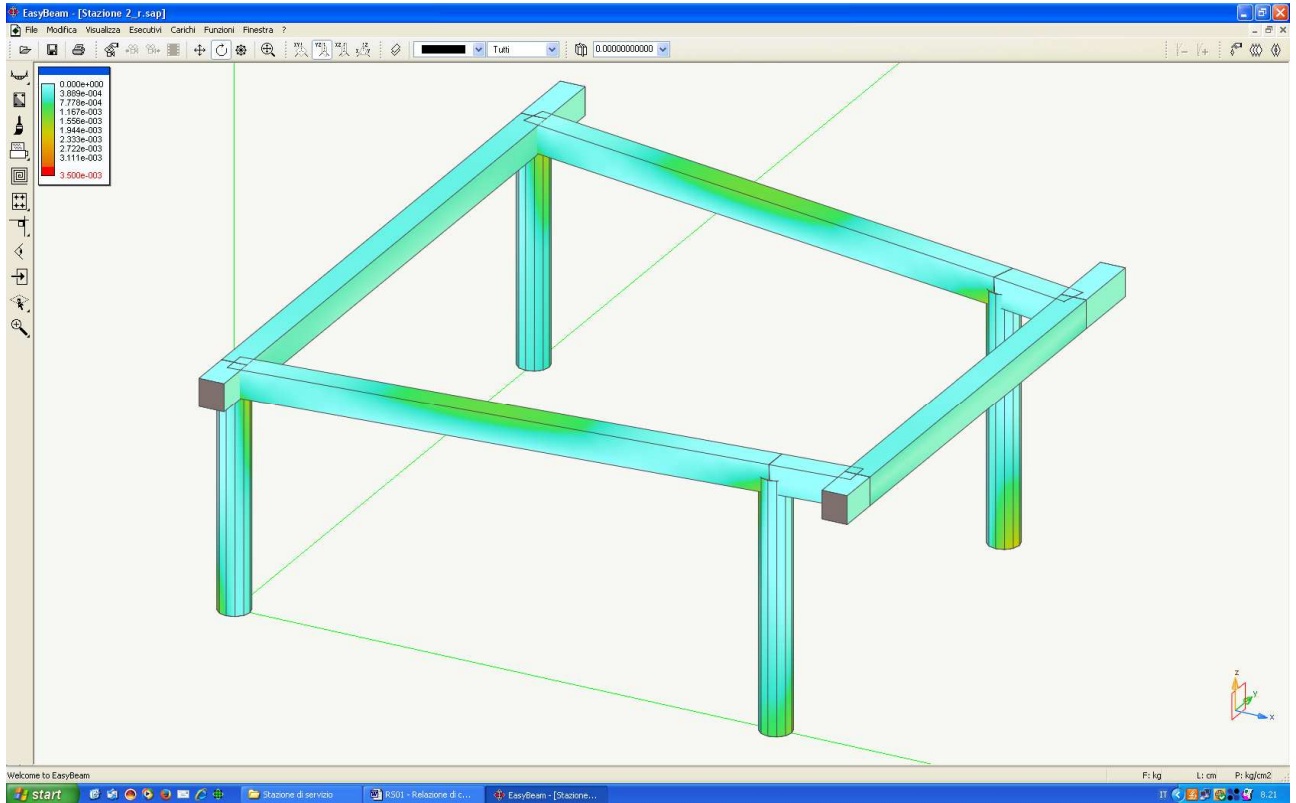 EasyBeam - [Stazione 2_r.sap]
File Modifica Visualizza Esecutivi Carichi Funzioni Finestra ?
Tutti
0.00000000000
0.000e+000
3.889e-004
7.778e-004
1.167e-003
1.556e-003
1.944e-003
2.333e-003
2.722e-003
3.111e-003
3.500e-003
z
y
x
Welcome to EasyBeam
F: kg L: cm P: kg/cm2
start
Stazione di servizio
RS01 - Relazione di c...
EasyBeam - [Stazione...
IT
8.21